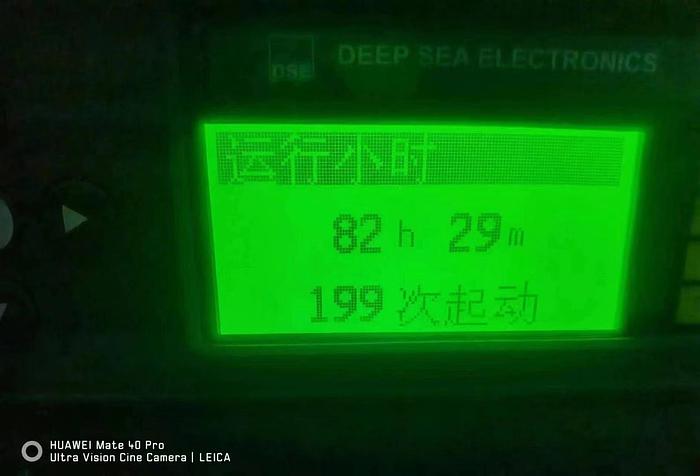 DSE
DEEP SEA ELECTRONICS
运行小时
82 h 29 m
199 次起动
HUAWEI Mate 40 Pro
Ultra Vision Cine Camera | LEICA